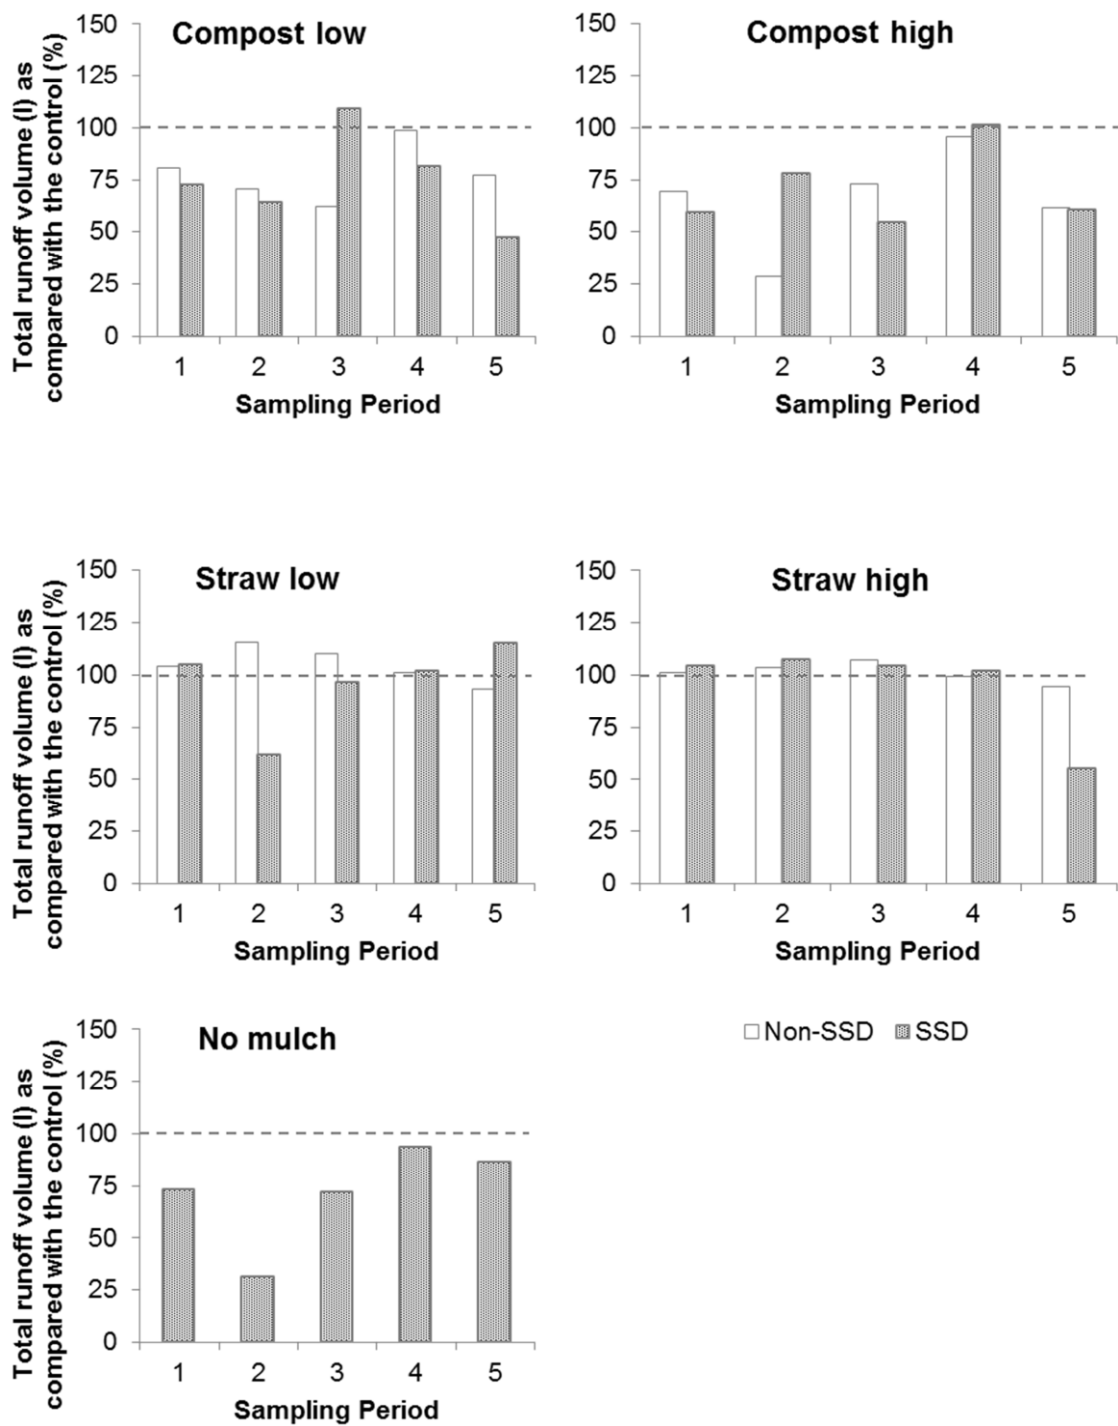 Compost low
Total runoff volume (l) as
compared with the control (%)
150
125
100
75
50
25
0
1 2 3 4 5
Sampling Period
Compost high
150
125
100
75
50
25
0
1 2 3 4 5
Sampling Period
Straw low
Total runoff volume (l) as
compared with the control (%)
150
125
100
75
50
25
0
1 2 3 4 5
Sampling Period
Straw high
150
125
100
75
50
25
0
1 2 3 4 5
Sampling Period
No mulch
Total runoff volume (l) as
compared with the control (%)
150
125
100
75
50
25
0
1 2 3 4 5
Sampling Period
Non-SSD SSD